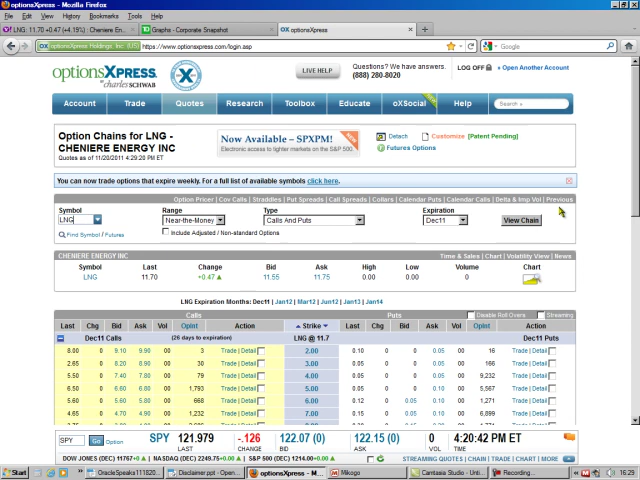 optionsXpress - Mozilla Firefox
File Edit View History Bookmarks Tools Help
LNG 11.70 +0.47 (+4.19%) Cheniere En...
Graphs - Corporate Snapshot
OX optionsXpress
OX optionsXpress Holdings, Inc. (US) https://www.optionsxpress.com/login.asp
Google
optionsXpress
by charles SCHWAB
LIVE HELP
Questions? We have answers.
(888) 280-8020
LOG OFF
Open Another Account
Account Trade Quotes Research Toolbox Educate oXSocial Help Search »
Option Chains for LNG -
CHENIERE ENERGY INC
Quotes as of 11/20/2011 4:29:20 PM ET
Now Available – SPXPM!
Electronic access to tighter markets on the S&P 500.
NEW
Detach
Customize [Patent Pending]
Futures Options
You can now trade options that expire weekly. For a full list of available symbols click here.
Option Pricer | Cov Calls | Straddles | Put Spreads | Call Spreads | Collars | Calendar Puts | Calendar Calls | Delta & Imp Vol | Previous
Symbol Range Type Expiration
LNG Near-the-Money Calls And Puts Dec11 View Chain
Find Symbol / Futures
Include Adjusted / Non-standard Options
CHENIERE ENERGY INC
Time & Sales | Chart | Volatility View | News
Symbol Last Change Bid Ask High Low Volume Chart
LNG 11.70 +0.47 11.55 11.75 0.00 0.00 0
LNG Expiration Months: Dec11 | Jan12 | Mar12 | Jun12 | Jan13 | Jan14
Calls Puts Disable Roll Overs Streaming
Last Chg Bid Ask Vol OpInt Action Strike Last Chg Bid Ask Vol OpInt Action
Dec11 Calls (26 days to expiration) LNG @ 11.7 Dec11 Puts
8.00 0 9.10 9.90 00 3 Trade | Detail 2.00 0.10 0 0 0.05 00 16 Trade | Detail
2.65 0 8.20 8.90 00 30 Trade | Detail 3.00 0.05 0 0 0.05 00 166 Trade | Detail
5.50 0 7.40 7.80 00 79 Trade | Detail 4.00 0.05 0 0 0.05 00 9,232 Trade | Detail
6.50 0 6.60 6.80 00 1,793 Trade | Detail 5.00 0.05 0 0 0.10 00 5,567 Trade | Detail
5.60 0 5.60 5.80 00 668 Trade | Detail 6.00 0.12 0 0.05 0.10 00 1,271 Trade | Detail
4.65 0 4.70 4.90 00 1,232 Trade | Detail 7.00 0.15 0 0.10 0.15 00 6,899 Trade | Detail
SPY Go Option
SPY 121.979 -.126 122.07 (0) 122.15 (0) 0 4:20:42 PM ET
LAST CHANGE BID ASK VOL TIME
DOW JONES (DEC) 11767+0 | NASDAQ (DEC) 2249.75+0.00 | S&P 500 (DEC) 1214.00+0.00
STREAMING QUOTES | CHAIN | TRADE | CHART | MORE
Start
OracleSpeaks111820...
Disclaimer.ppt - Open...
optionsXpress - M...
Mikogo
Camtasia Studio - Unti...
Recording...
16:29